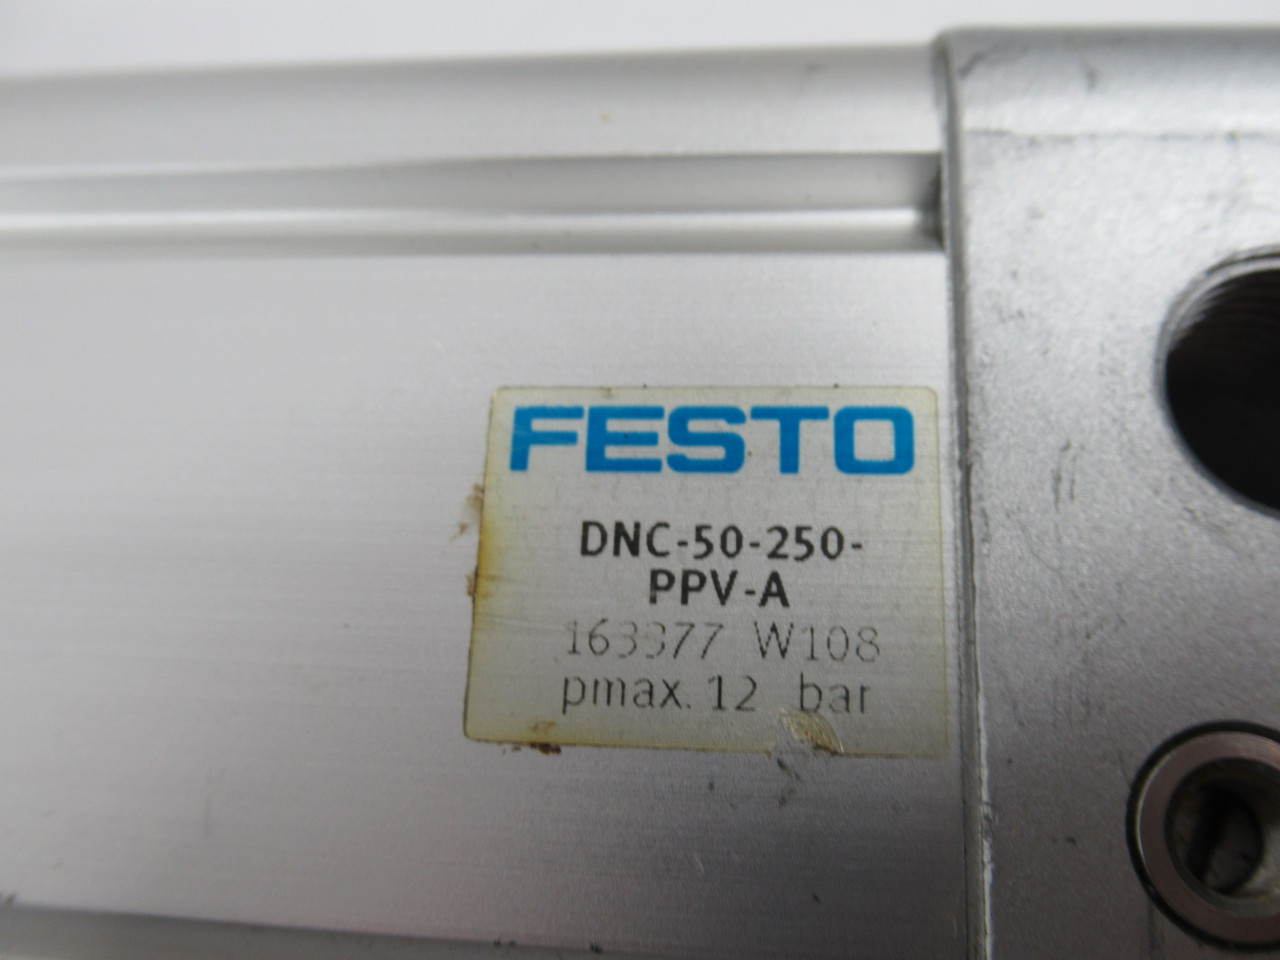 FESTO
DNC-50-250-
PPV-A
163377 W108
pmax. 12 bar